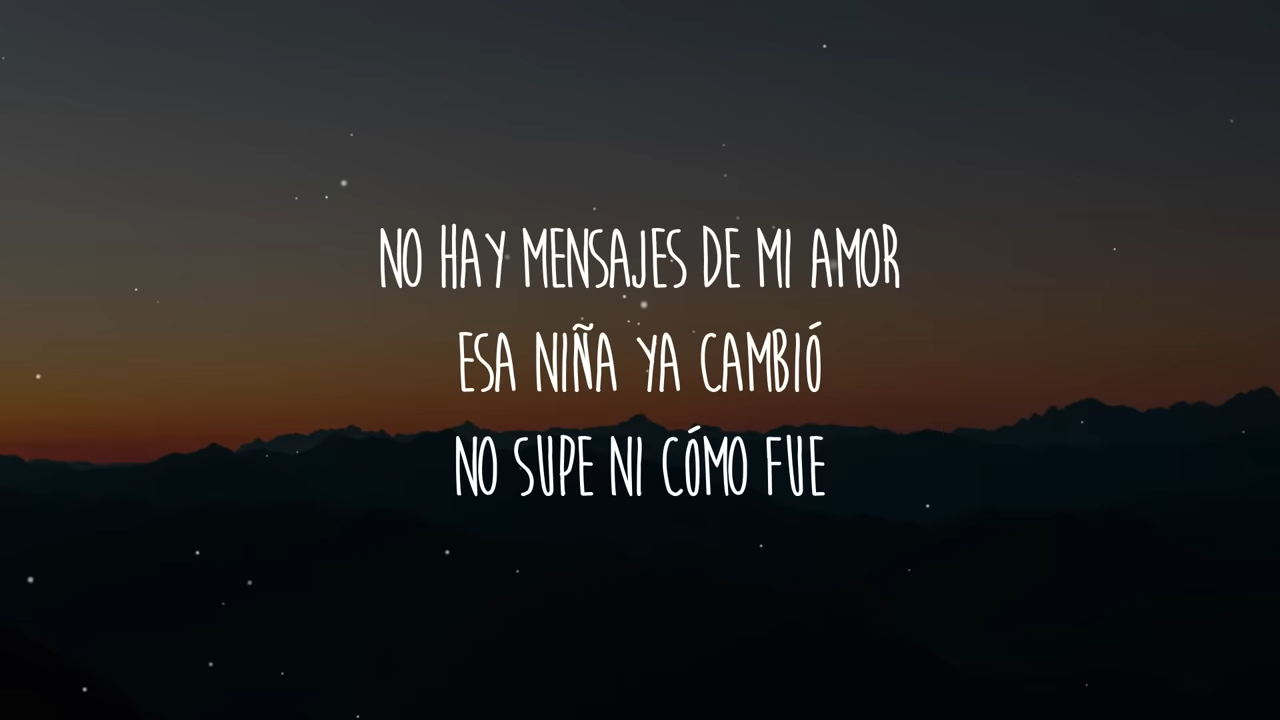 NO HAY MENSAJES DE MI AMOR
ESA NIÑA YA CAMBIÓ
NO SUPE NI CÓMO FUE